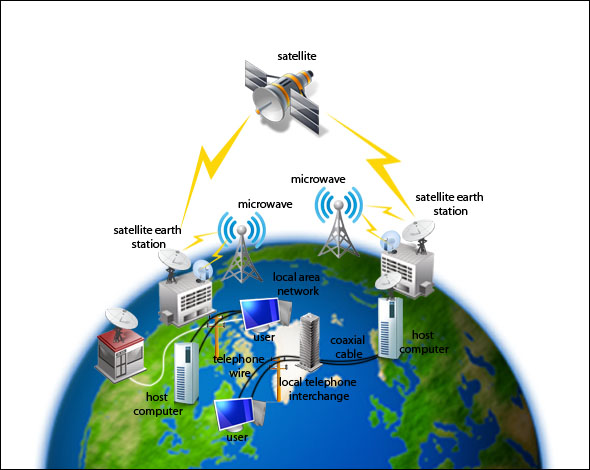 satellite
microwave
satellite earth
station
microwave
satellite earth
station
local area
network
user
host
computer
coaxial
cable
telephone
wire
local telephone
interchange
host
computer
user